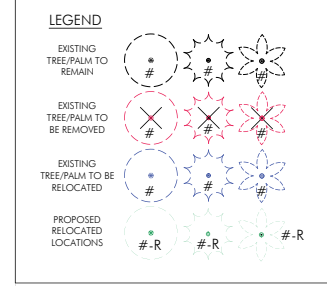 LEGEND
EXISTING
TREE/PALM TO
REMAIN
# # #
EXISTING
TREE/PALM TO
BE REMOVED
# # #
EXISTING
TREE/PALM TO BE
RELOCATED
# # #
PROPOSED
RELOCATED
LOCATIONS
#-R #-R #-R